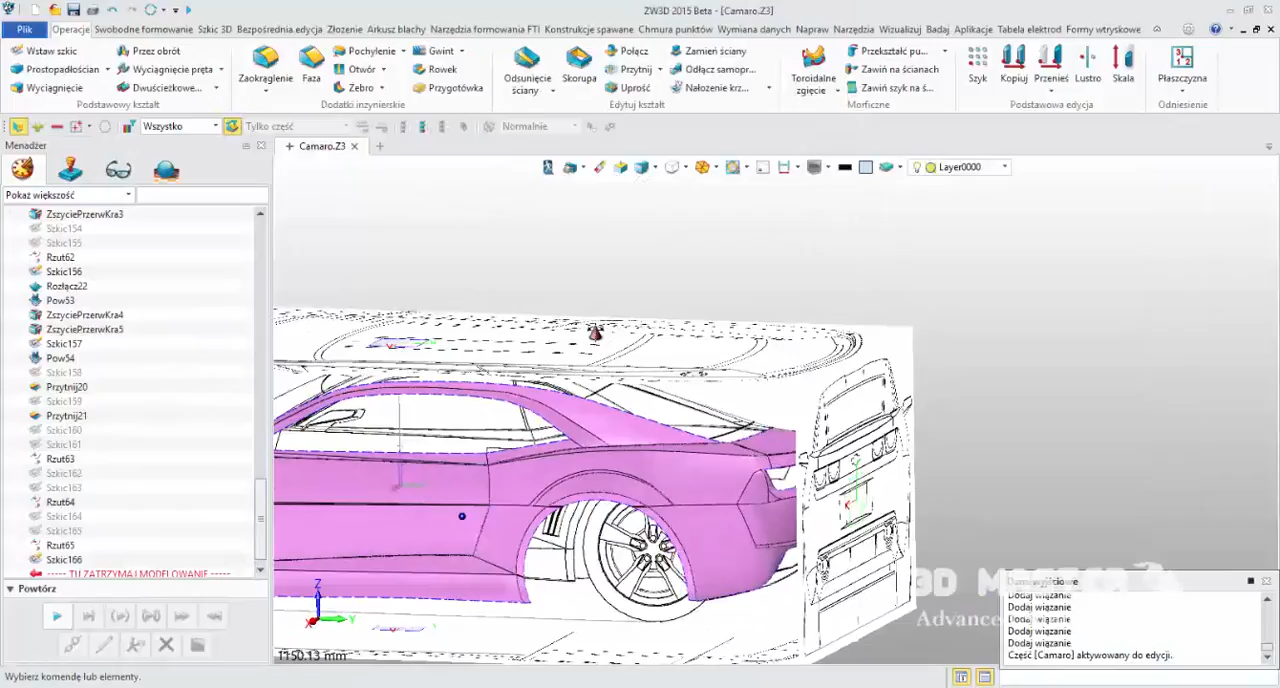 ZW3D 2015 Beta - [Camaro.Z3]
Plik Operacje Swobodne formowanie Szkic 3D Bezpośrednia edycja Złożenie Arkusz blachy Narzędzia formowania FTI Konstrukcje spawane Chmura punktów Wymiana danych Napraw Narzędzia Wizualizuj Badaj Aplikacje Tabela elektrod Formy wtryskowe
Wstaw szkic Przez obrót Pochylenie Gwint Połącz Zamień ściany Przekształć pu...
Prostopadłościan Wyciągnięcie pręta Zaokrąglenie Faza Otwór Rowek Odsunięcie ściany Skorupa Przytnij Odłącz samopr... Toroidalne zgięcie Zawiń na ścianach Szyk Kopiuj Przenieś Lustro Skala Płaszczyzna
Wyciągnięcie Dwuścieżkowe... Żebro Przygotówka Uprość Nałożenie krz... Zawiń szyk na ś...
Podstawowy kształt Dodatki inżynierskie Edytuj kształt Morficzne Podstawowa edycja Odniesienie
Wszystko Tylko część Normalnie
Menadżer
Camaro.Z3
Pokaż większość
Layer0000
ZszyciePrzerwKra3
Szkic154
Szkic155
Rzut62
Szkic156
Rozłącz22
Pow53
ZszyciePrzerwKra4
ZszyciePrzerwKra5
Szkic157
Pow54
Szkic158
Przytnij20
Szkic159
Przytnij21
Szkic160
Szkic161
Rzut63
Szkic162
Szkic163
Rzut64
Szkic164
Szkic165
Rzut65
Szkic166
----- TU ZATRZYMAJ MODELOWANIE -----
Powtórz
Z
Y
X
1150.13 mm
3D MASTER
Advance
Dane wyjściowe
Dodaj wiązanie
Dodaj wiązanie
Dodaj wiązanie
Dodaj wiązanie
Dodaj wiązanie
Część [Camaro] aktywowany do edycji.
Wybierz komendę lub elementy.